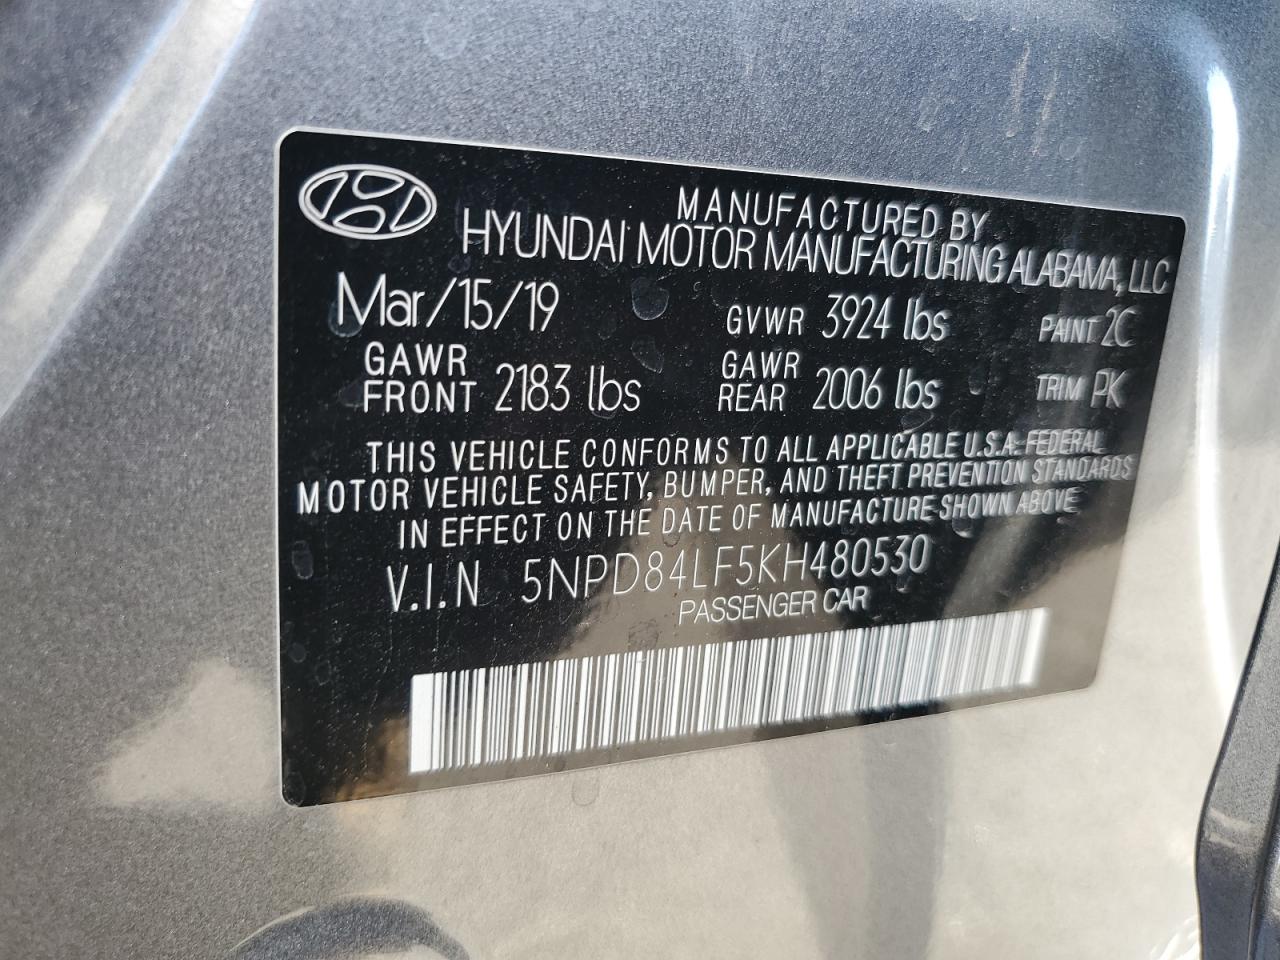 MANUFACTURED BY
HYUNDAI MOTOR MANUFACTURING ALABAMA, LLC
Mar/15/19 GVWR 3924 lbs PAINT 2C
GAWR FRONT 2183 lbs GAWR REAR 2006 lbs TRIM PK
THIS VEHICLE CONFORMS TO ALL APPLICABLE U.S.A. FEDERAL
MOTOR VEHICLE SAFETY, BUMPER, AND THEFT PREVENTION STANDARDS
IN EFFECT ON THE DATE OF MANUFACTURE SHOWN ABOVE
V.I.N 5NPD84LF5KH480530
PASSENGER CAR